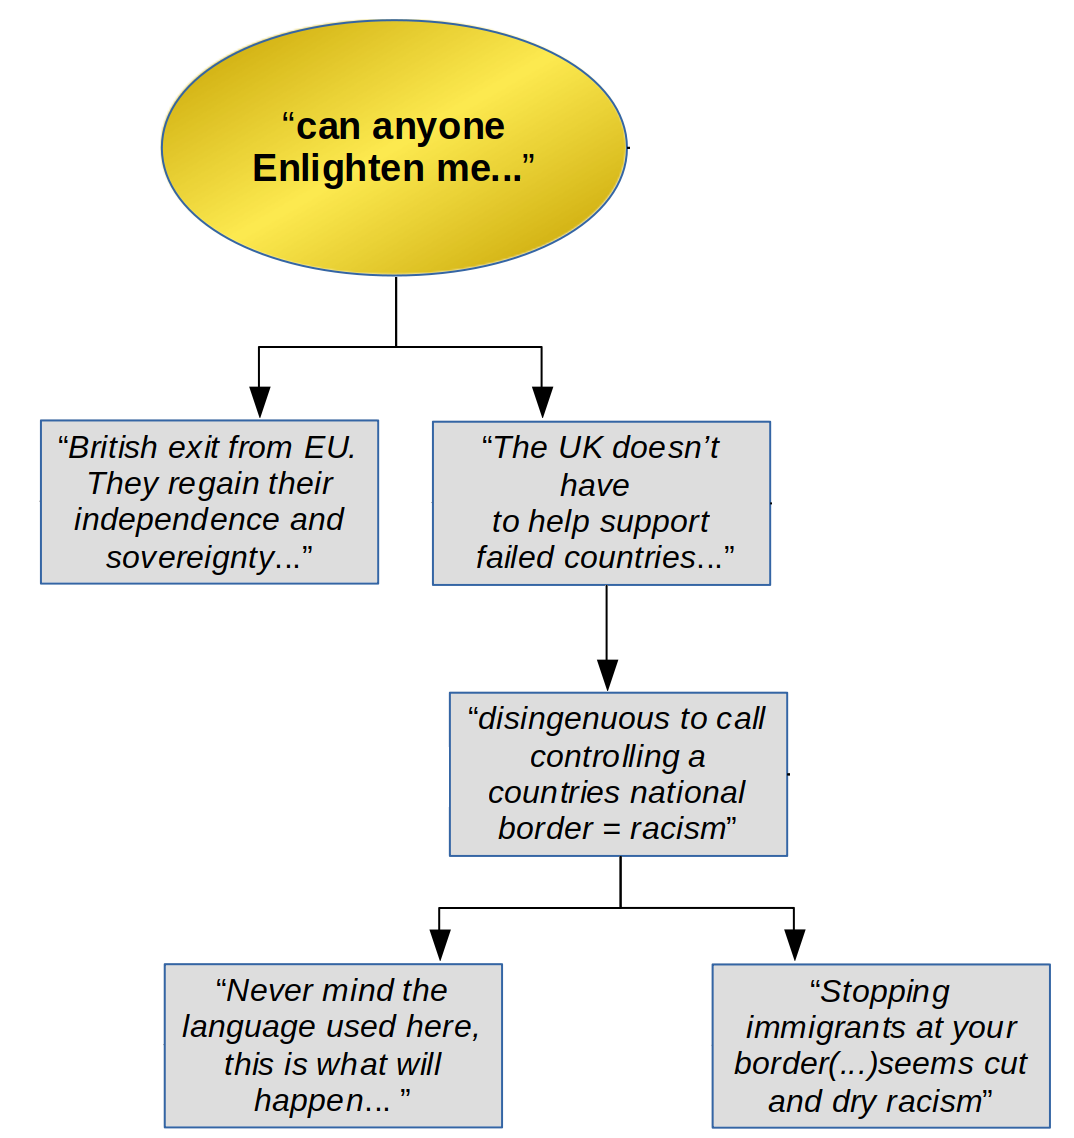 “can anyone
Enlighten me...”
“British exit from EU.
They regain their
independence and
sovereignty...”
“The UK doesn’t
have
to help support
failed countries...”
“disingenuous to call
controlling a
countries national
border = racism”
“Never mind the
language used here,
this is what will
happen... ”
“Stopping
immigrants at your
border(...)seems cut
and dry racism”